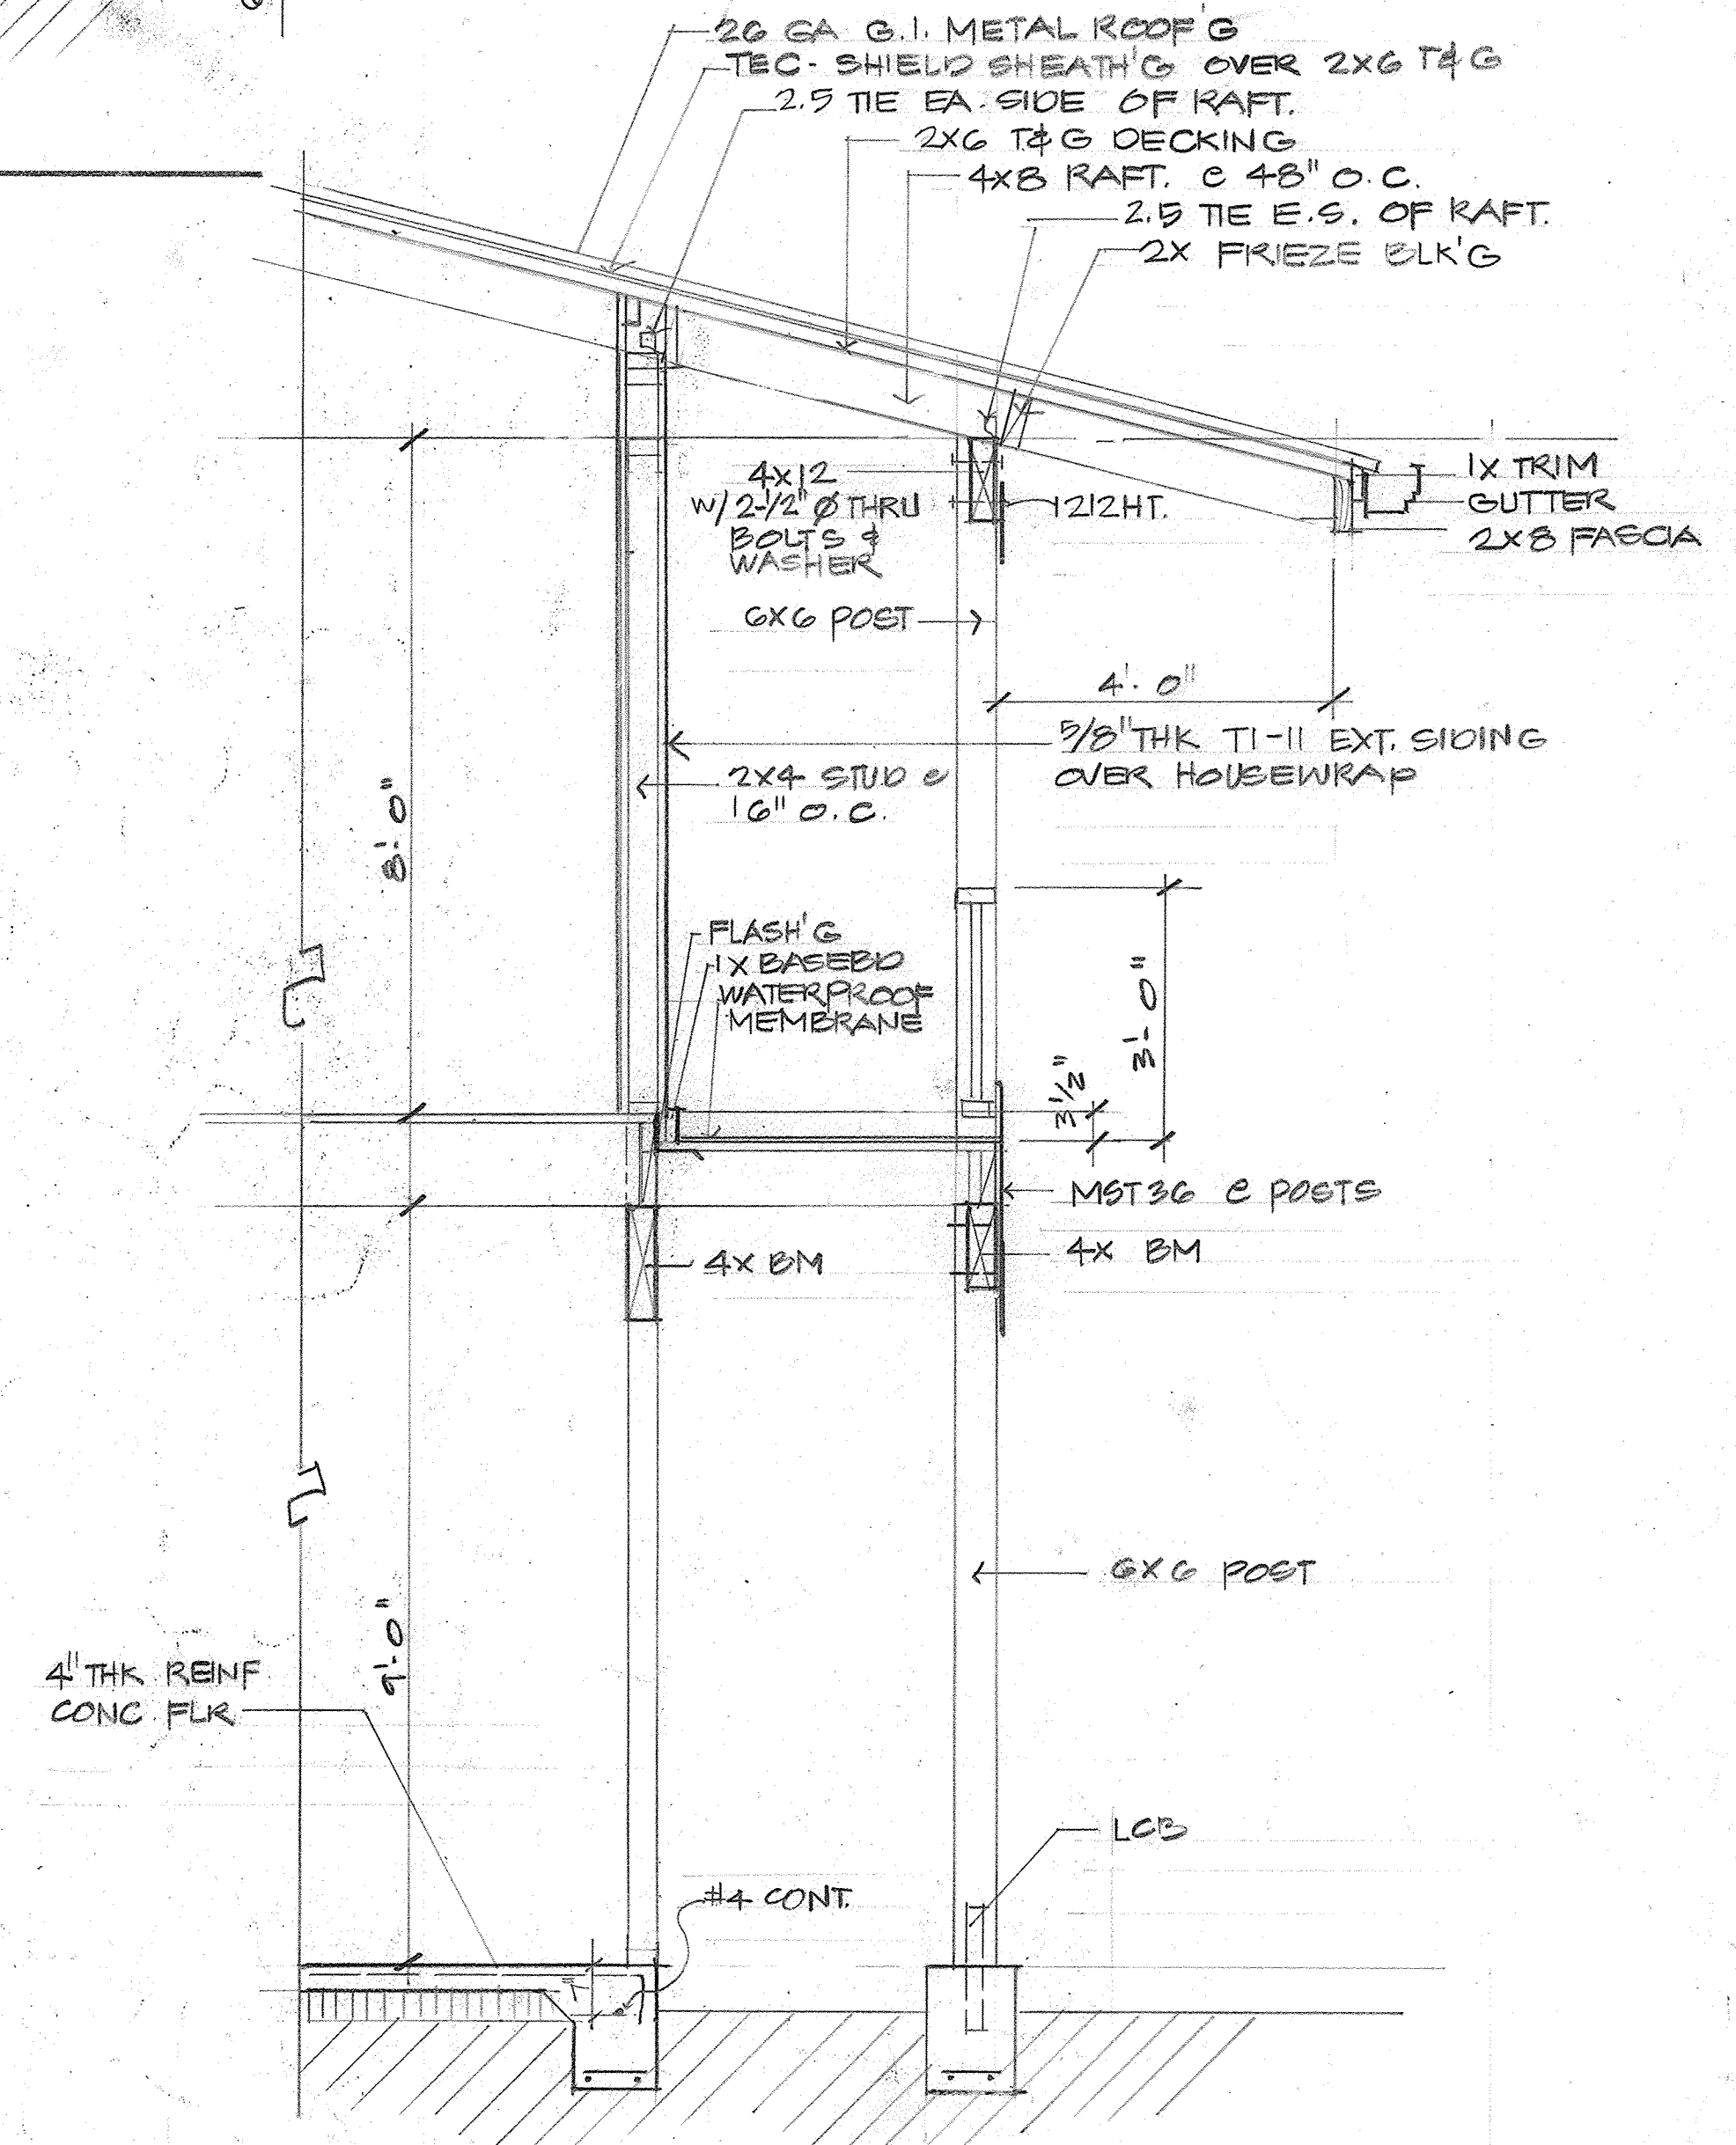 26 GA G.I. METAL ROOF'G
TEC-SHIELD SHEATH'G OVER 2X6 T&G
2.5 TIE EA. SIDE OF RAFT.
2X6 T&G DECKING
4X8 RAFT. @ 48" O.C.
2.5 TIE E.S. OF RAFT.
2X FRIEZE BLK'G
4X12
W/2-1/2" Ø THRU
BOLTS &
WASHER
1212HT.
1X TRIM
GUTTER
2X8 FASCIA
6X6 POST
4'-0"
5/8" THK T1-11 EXT. SIDING
OVER HOUSEWRAP
2X4 STUD @
16" O.C.
8'-0"
FLASH'G
1X BASEBD
WATERPROOF
MEMBRANE
3'-0"
3 1/2"
MST36 @ POSTS
4X BM
4X BM
6X6 POST
9'-0"
4" THK REINF
CONC. FLR
LCB
#4 CONT.